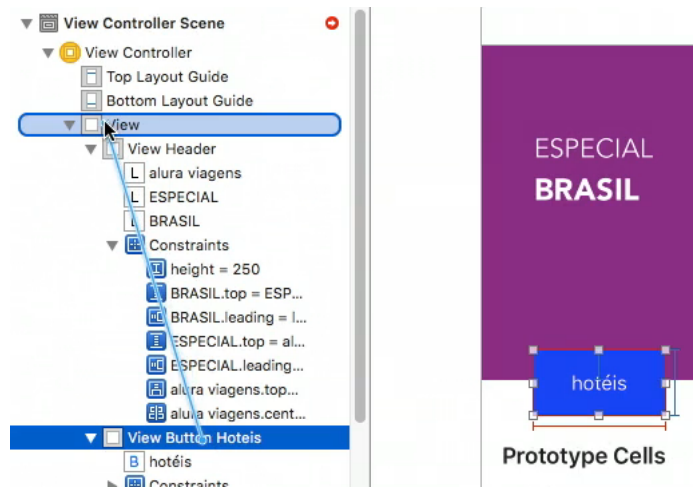 View Controller Scene
View Controller
Top Layout Guide
Bottom Layout Guide
View
View Header
L alura viagens
L ESPECIAL
L BRASIL
Constraints
height = 250
BRASIL.top = ESP...
BRASIL.leading = l...
ESPECIAL.top = al...
ESPECIAL.leading...
alura viagens.top...
alura viagens.cent...
View Button Hoteis
B hotéis
Constraints
ESPECIAL
BRASIL
hotéis
Prototype Cells